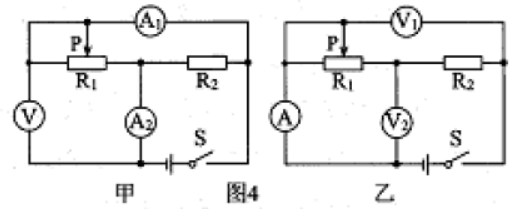 A₁ V₁
P P
R₁ R₂ R₁ R₂
V A₂ A V₂
S S
甲 图4 乙